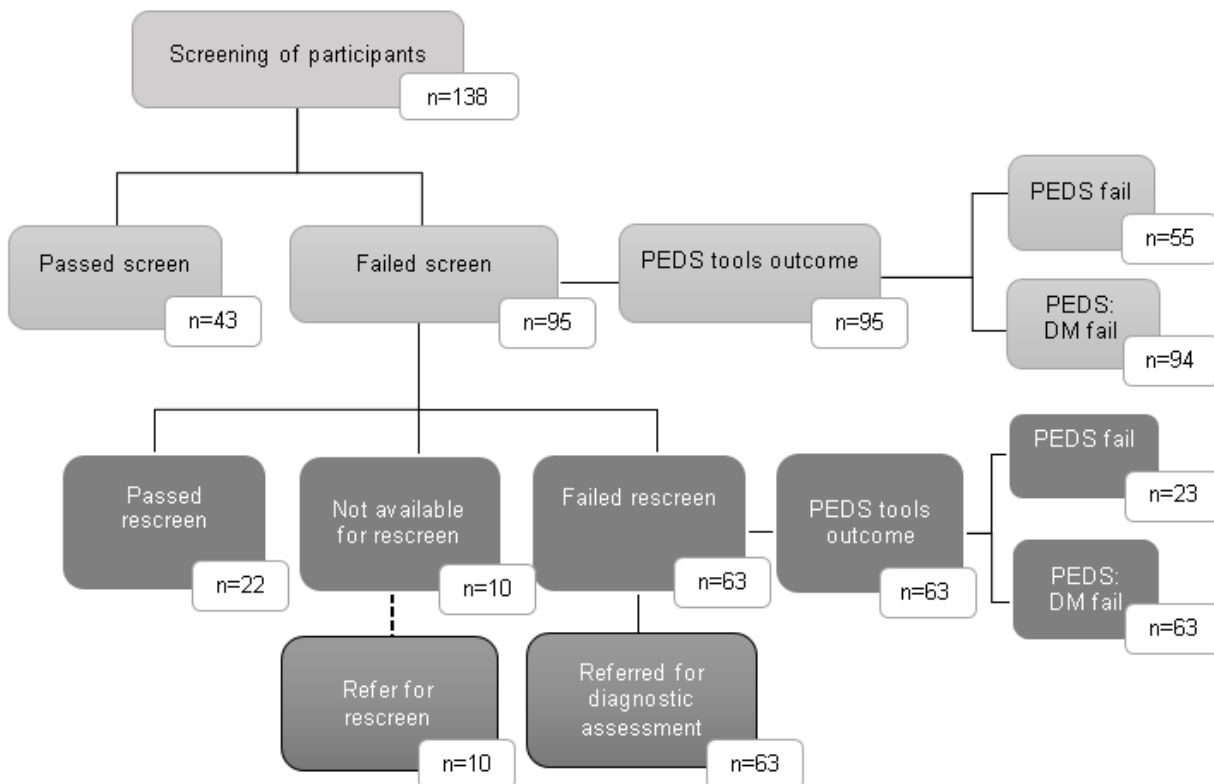 Screening of participants
n=138
Passed screen
n=43
Failed screen
n=95
PEDS tools outcome
n=95
PEDS fail
n=55
PEDS:
DM fail
n=94
Passed
rescreen
n=22
Not available
for rescreen
n=10
Failed rescreen
n=63
PEDS tools
outcome
n=63
PEDS fail
n=23
PEDS:
DM fail
n=63
Refer for
rescreen
n=10
Referred for
diagnostic
assessment
n=63